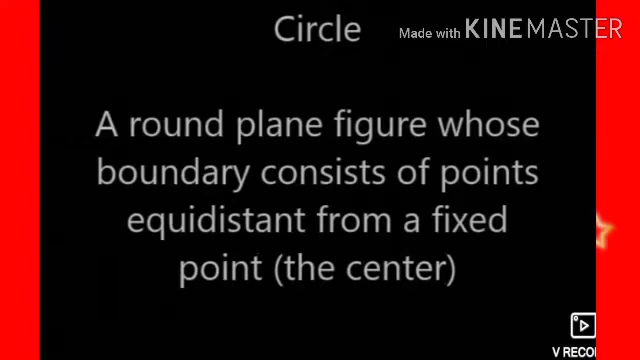 Circle
Made with KINEMASTER
A round plane figure whose
boundary consists of points
equidistant from a fixed
point (the center)
V RECO